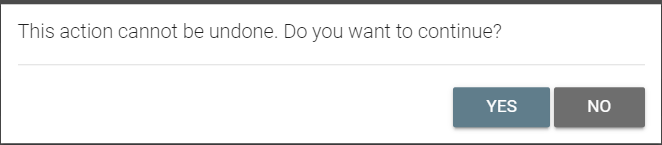 This action cannot be undone. Do you want to continue?
YES NO